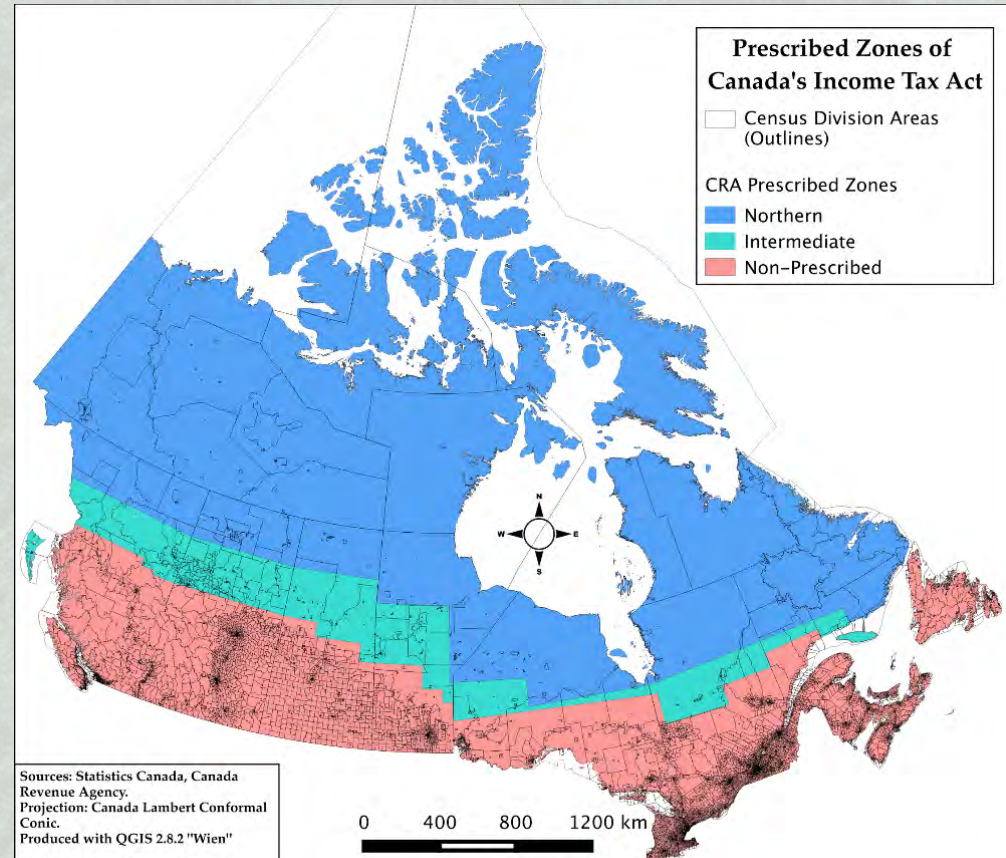 Prescribed Zones of
Canada's Income Tax Act
Census Division Areas
(Outlines)
CRA Prescribed Zones
Northern
Intermediate
Non-Prescribed
N
W
E
S
Sources: Statistics Canada, Canada
Revenue Agency.
Projection: Canada Lambert Conformal
Conic.
Produced with QGIS 2.8.2 "Wien"
0 400 800 1200 km